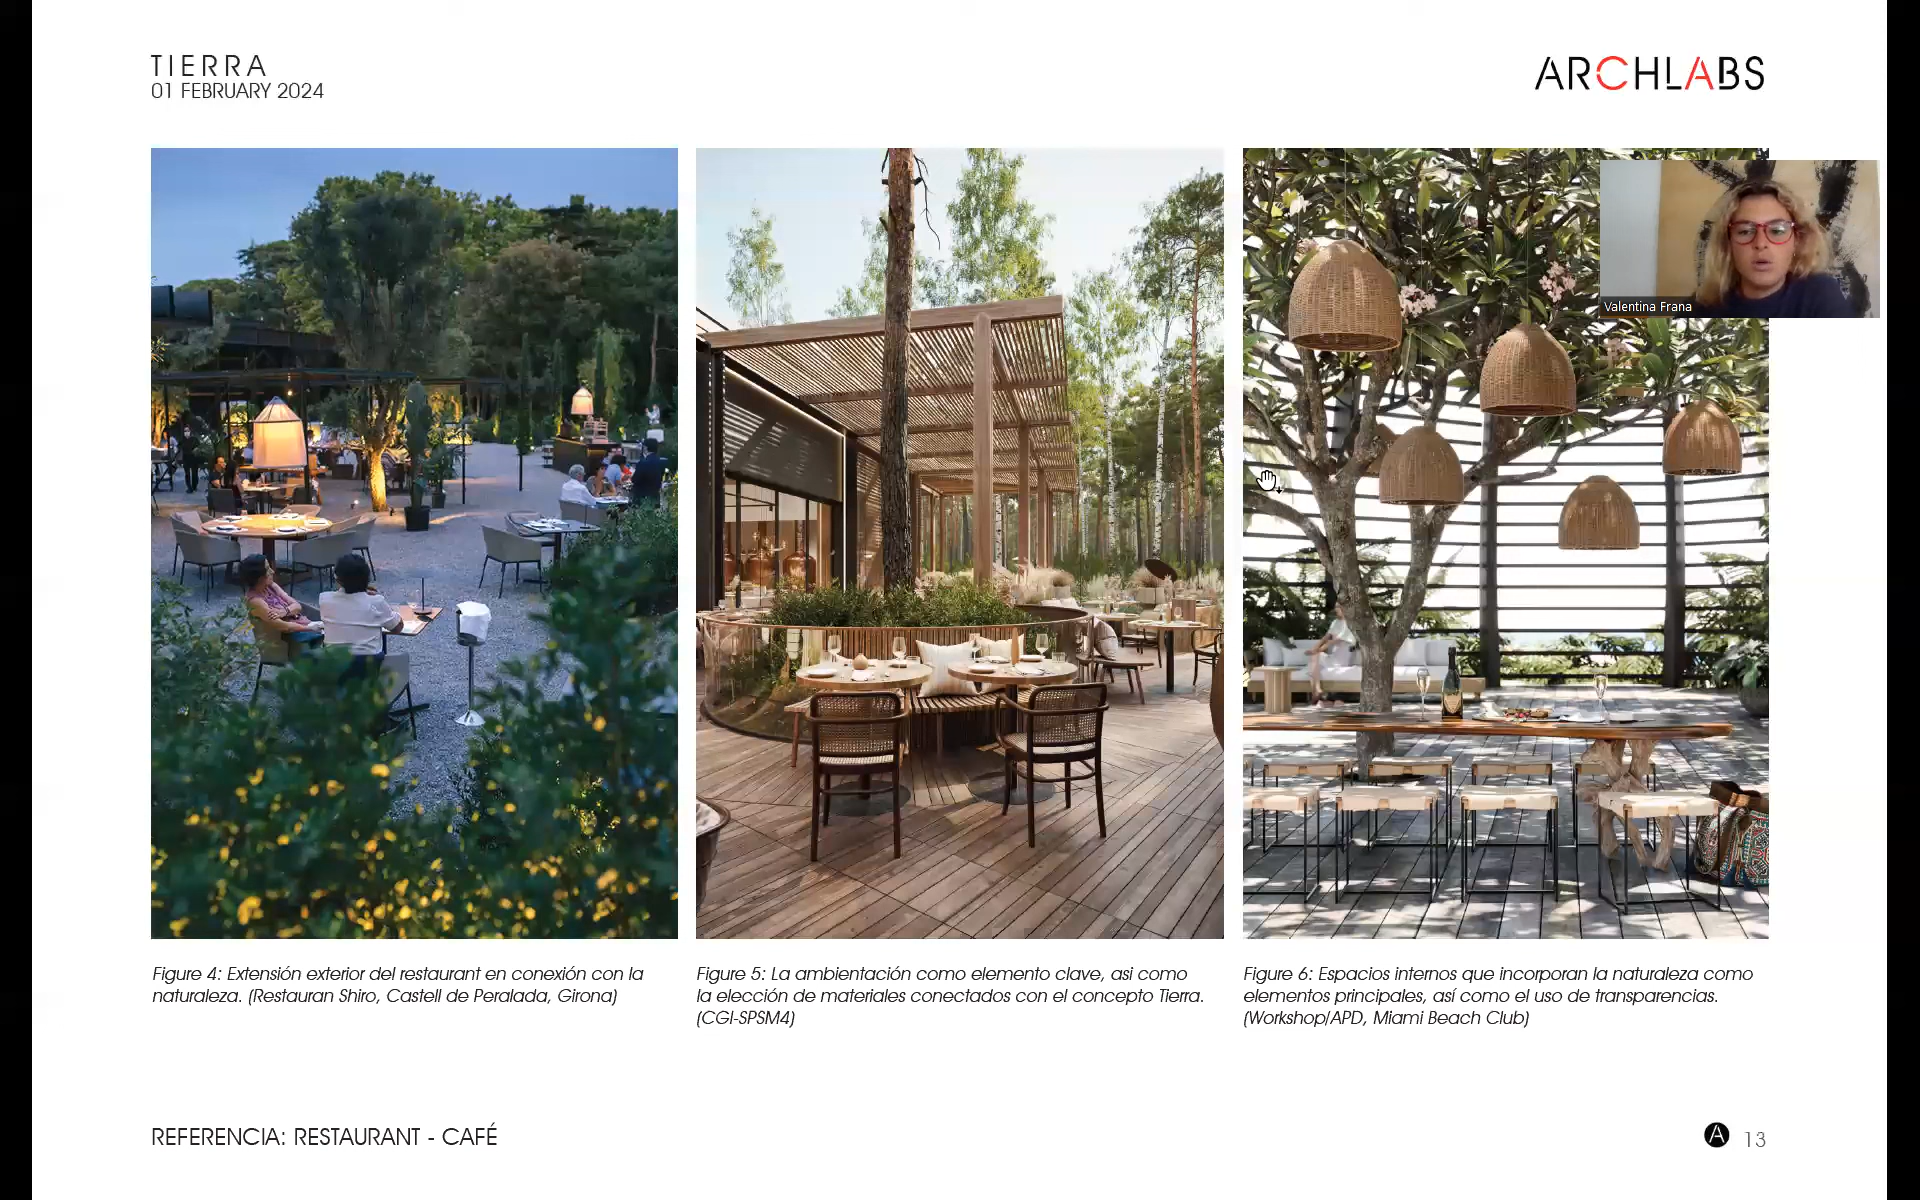 TIERRA
01 FEBRUARY 2024
ARCHLABS
Valentina Frana
Figure 4: Extensión exterior del restaurant en conexión con la
naturaleza. (Restauran Shiro, Castell de Peralada, Girona)
Figure 5: La ambientación como elemento clave, asi como
la elección de materiales conectados con el concepto Tierra.
(CGI-SPSM4)
Figure 6: Espacios internos que incorporan la naturaleza como
elementos principales, así como el uso de transparencias.
(Workshop/APD, Miami Beach Club)
REFERENCIA: RESTAURANT - CAFÉ
A 13